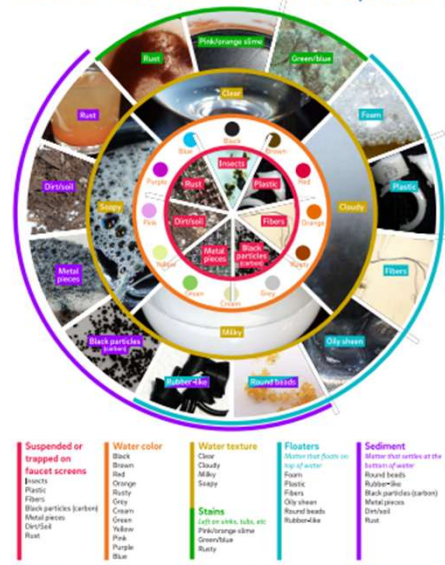 Pink/orange slime
Rust
Green/blue
Clear
Rust
Foam
Black
Blue
Brown
Insects
Purple
Rust
Plastic
Red
Dirt/soil
Plastic
Soapy
Cloudy
Pink
Dirt/soil
Fibers
Orange
Metal pieces
Black particles (carbon)
Yellow
Rusty
Metal
pieces
Fibers
Green
Cream
Grey
Milky
Black particles
(carbon)
Oily sheen
Rubber-like
Round beads
Suspended or
trapped on
faucet screens
Insects
Plastic
Fibers
Black particles (carbon)
Metal pieces
Dirt/Soil
Rust
Water color
Black
Brown
Red
Orange
Rusty
Grey
Cream
Green
Yellow
Pink
Purple
Blue
Water texture
Clear
Cloudy
Milky
Soapy
Stains
Left on sinks, tubs, etc
Pink/orange slime
Green/blue
Rusty
Floaters
Matter that floats on
top of water
Foam
Plastic
Fibers
Oily sheen
Round beads
Rubber-like
Sediment
Matter that settles at the
bottom of water
Round beads
Rubber-like
Black particles (carbon)
Metal pieces
Dirt/soil
Rust